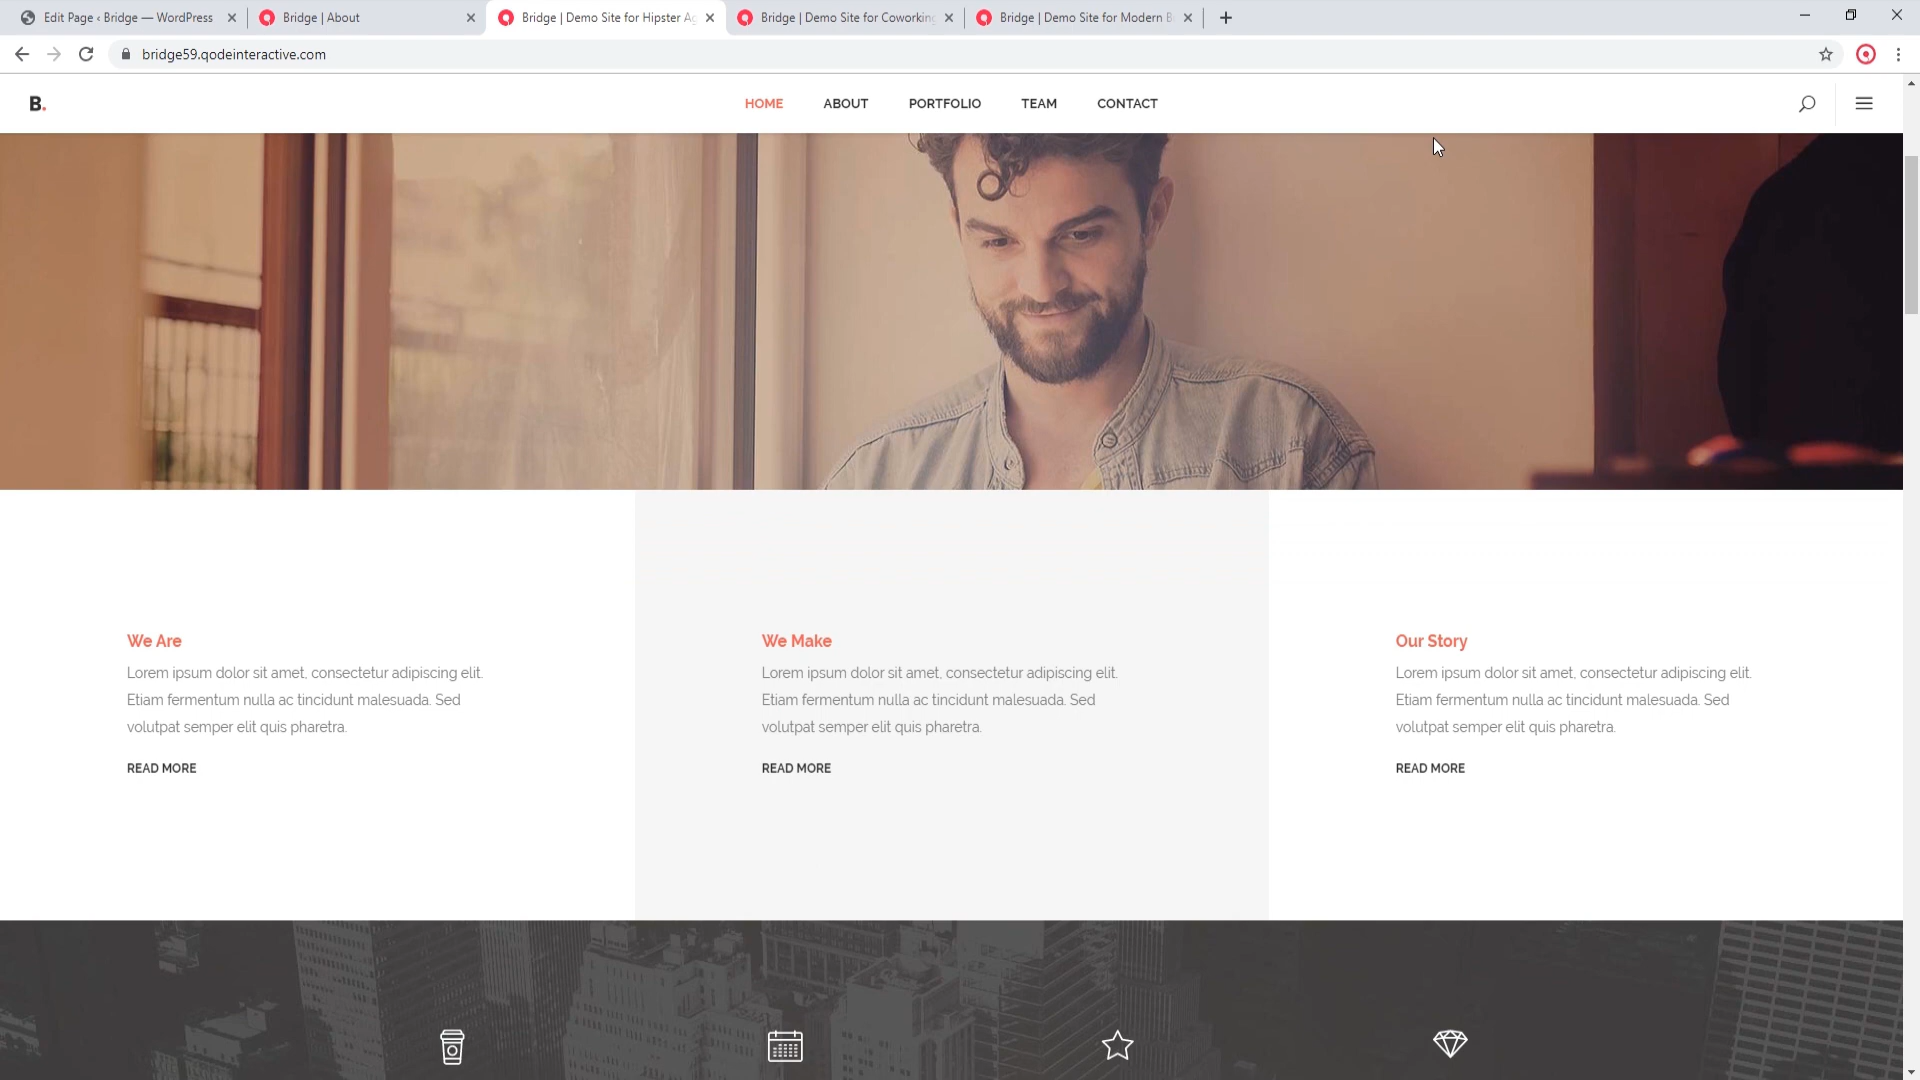 Edit Page ‹ Bridge — WordPress
Bridge | About
Bridge | Demo Site for Hipster Ag
Bridge | Demo Site for Coworking
Bridge | Demo Site for Modern B
bridge59.qodeinteractive.com
B.
HOME ABOUT PORTFOLIO TEAM CONTACT
We Are
Lorem ipsum dolor sit amet, consectetur adipiscing elit.
Etiam fermentum nulla ac tincidunt malesuada. Sed
volutpat semper elit quis pharetra.
READ MORE
We Make
Lorem ipsum dolor sit amet, consectetur adipiscing elit.
Etiam fermentum nulla ac tincidunt malesuada. Sed
volutpat semper elit quis pharetra.
READ MORE
Our Story
Lorem ipsum dolor sit amet, consectetur adipiscing elit.
Etiam fermentum nulla ac tincidunt malesuada. Sed
volutpat semper elit quis pharetra.
READ MORE